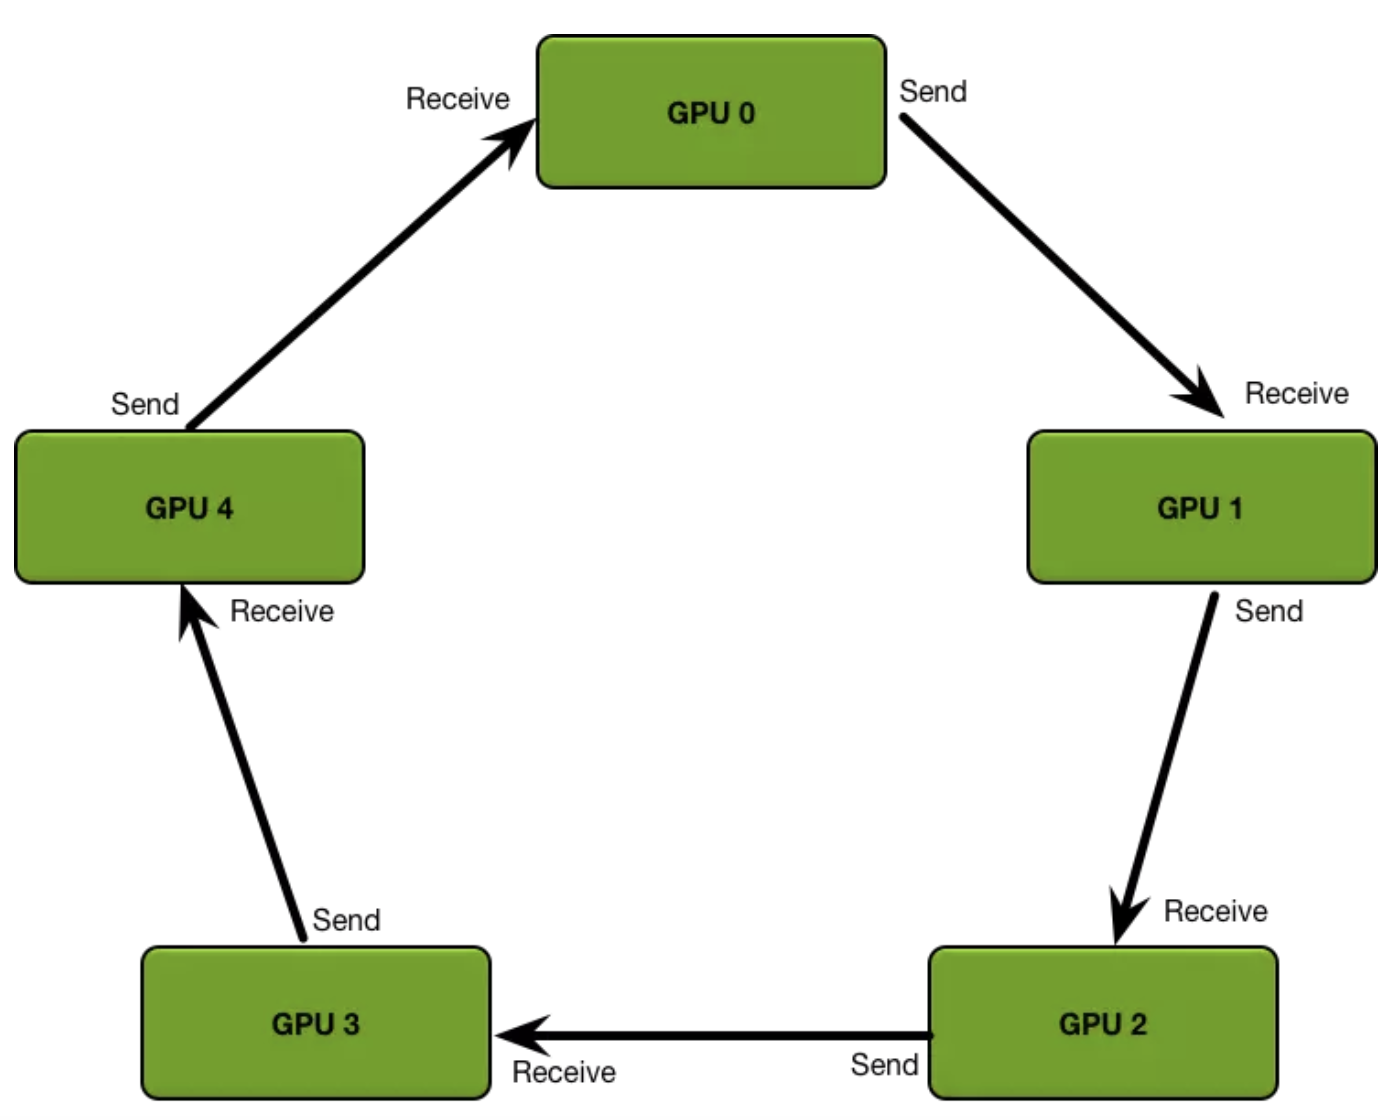 GPU 0
Send
Receive
Receive
Send
GPU 4
GPU 1
Receive
Send
Send
Receive
GPU 3
GPU 2
Receive
Send